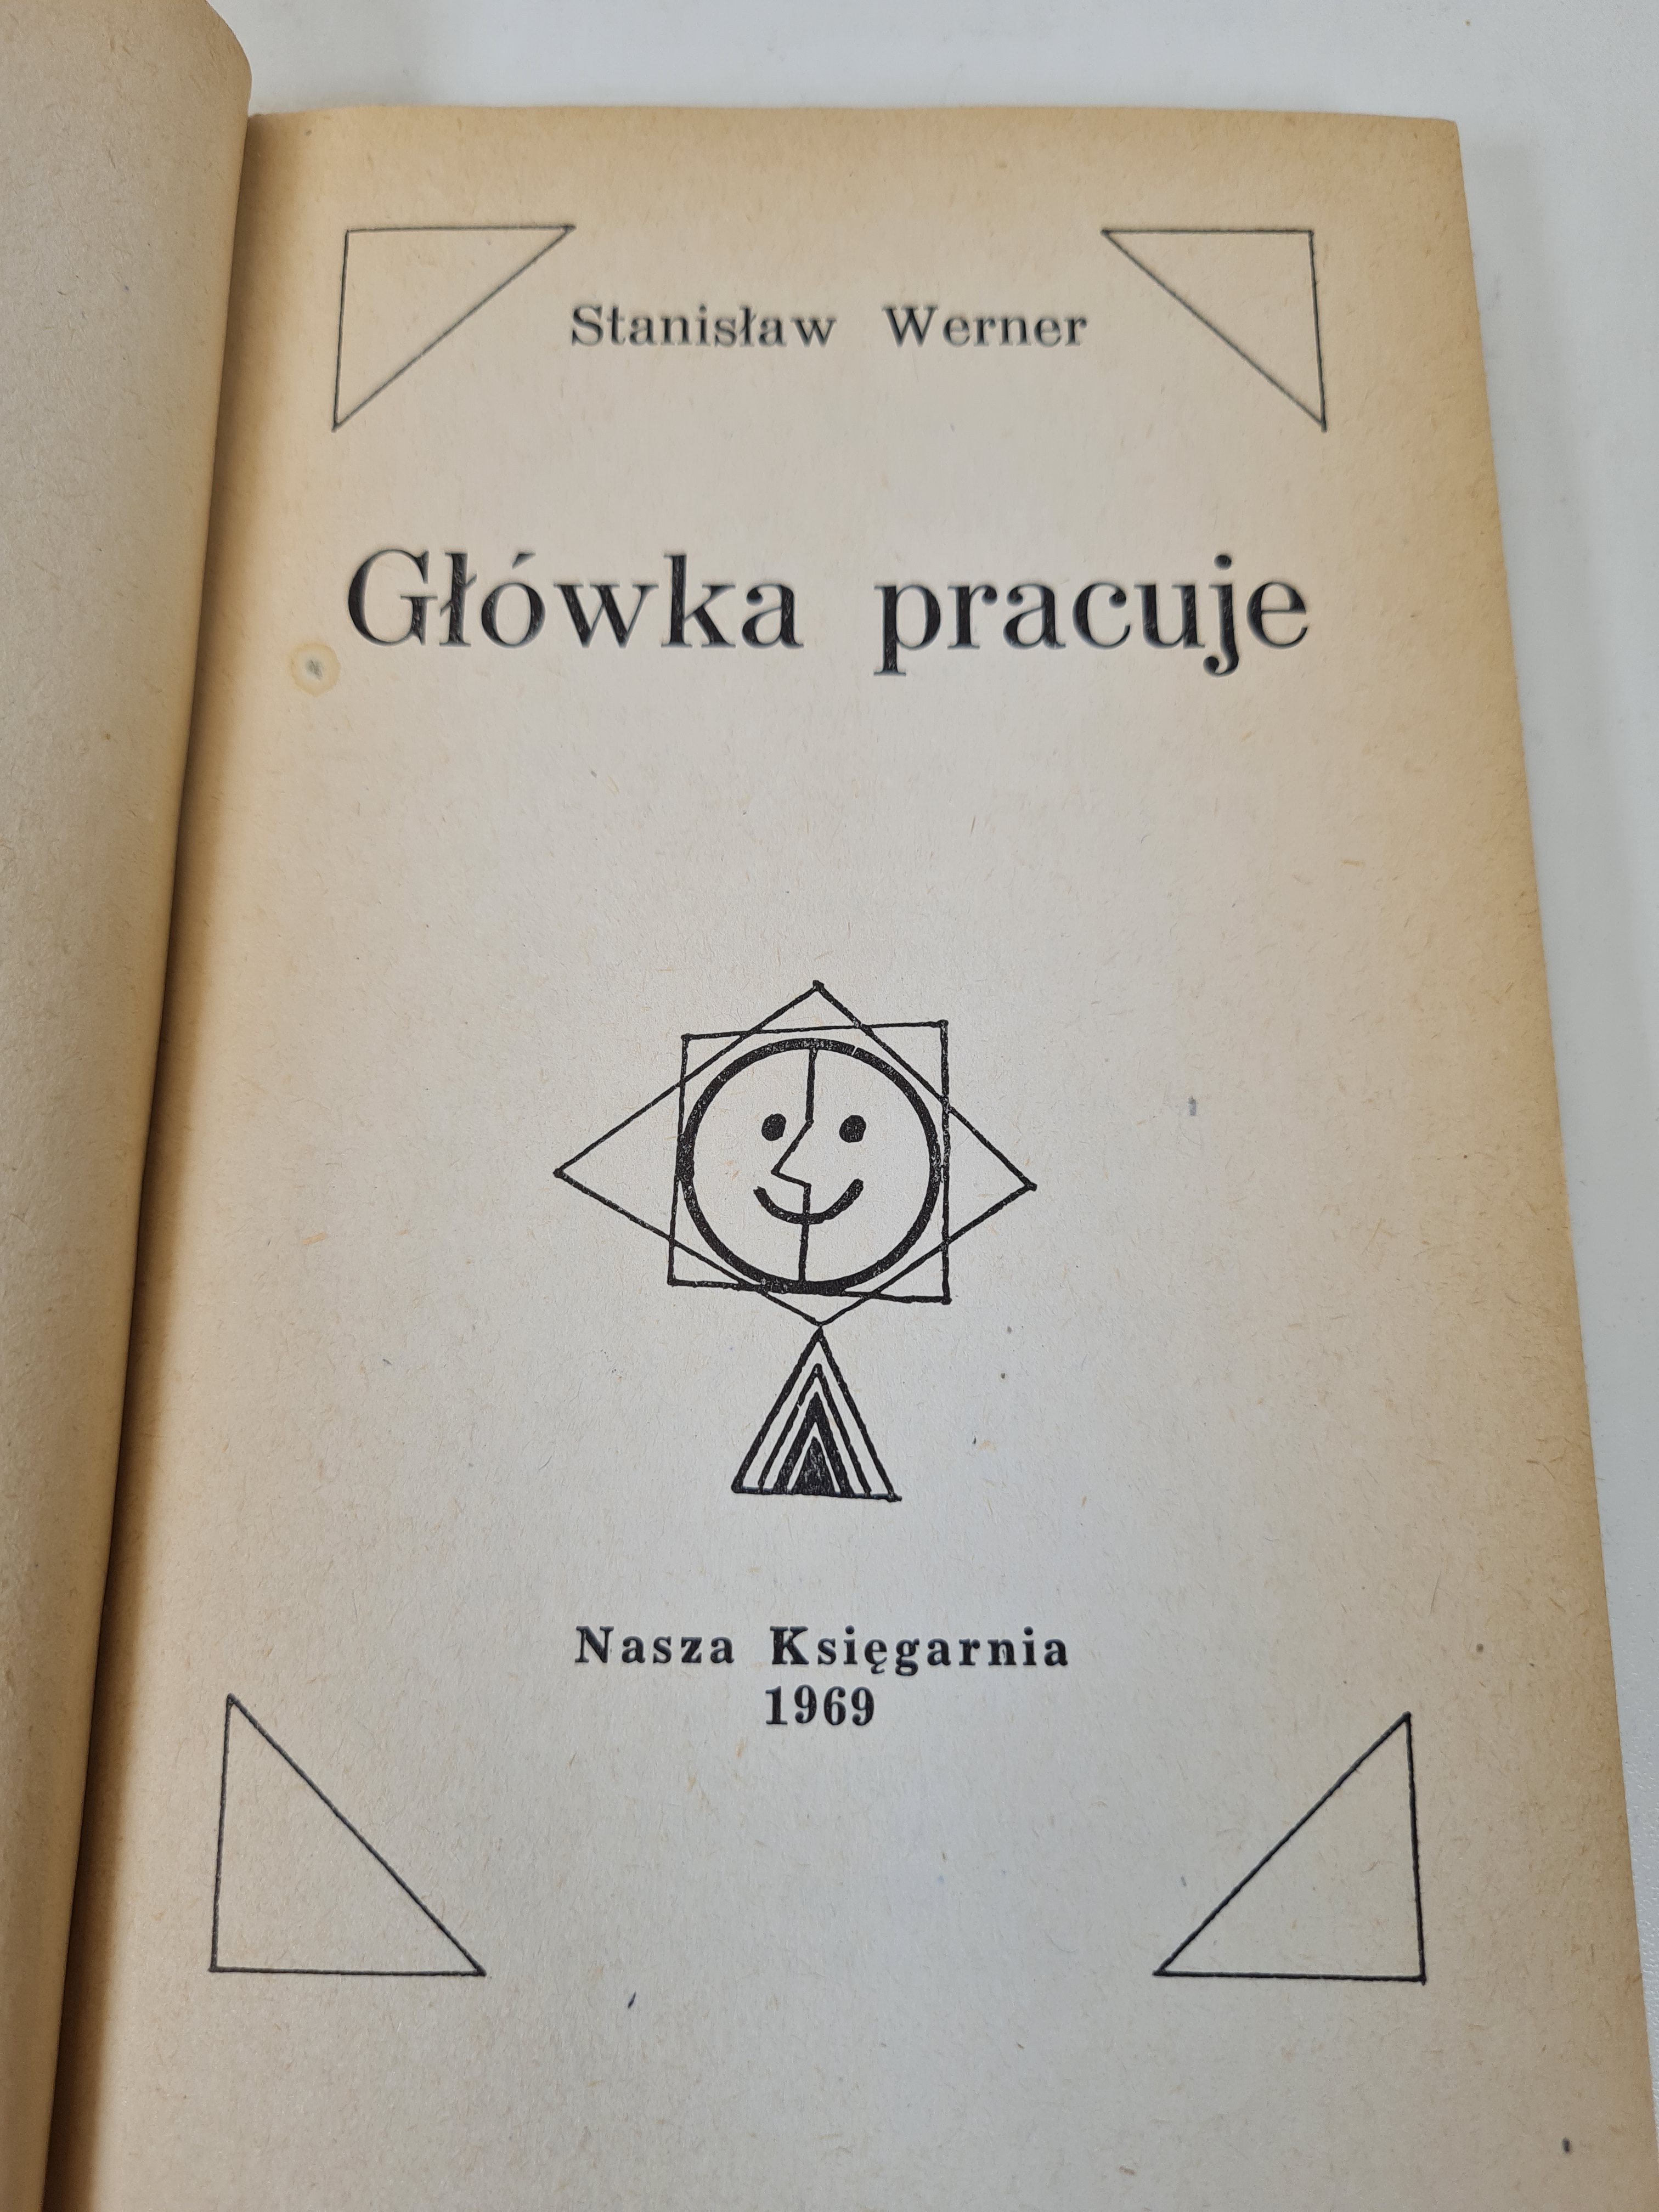 Stanisław Werner
Główka pracuje
Nasza Księgarnia
1969